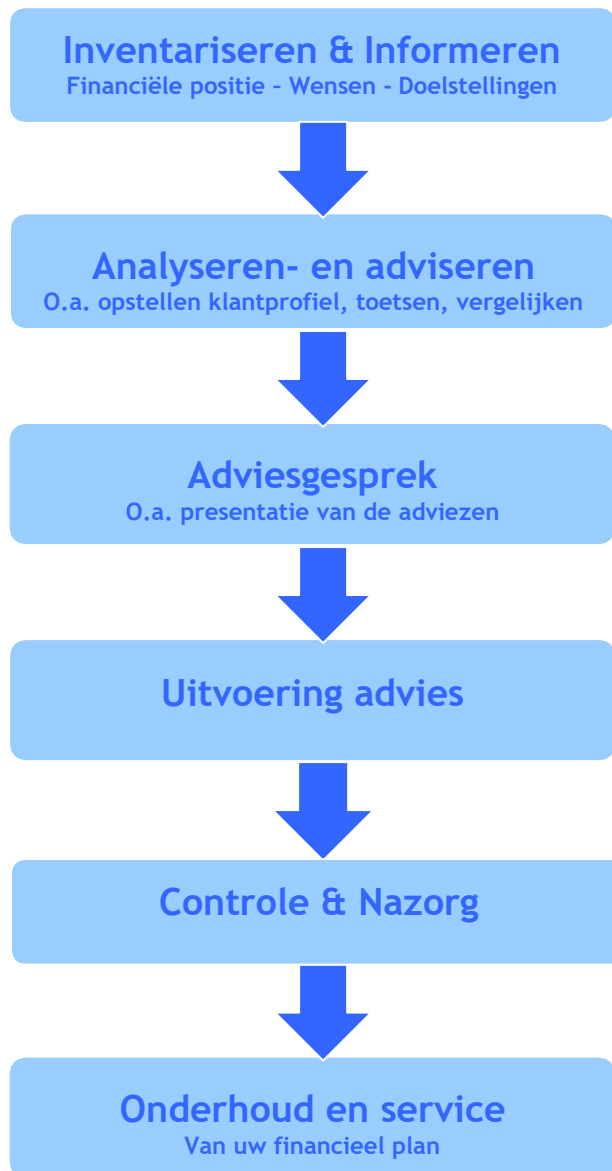 Inventariseren & Informeren
Financiële positie – Wensen - Doelstellingen
Analyseren- en adviseren
O.a. opstellen klantprofiel, toetsen, vergelijken
Adviesgesprek
O.a. presentatie van de adviezen
Uitvoering advies
Controle & Nazorg
Onderhoud en service
Van uw financieel plan